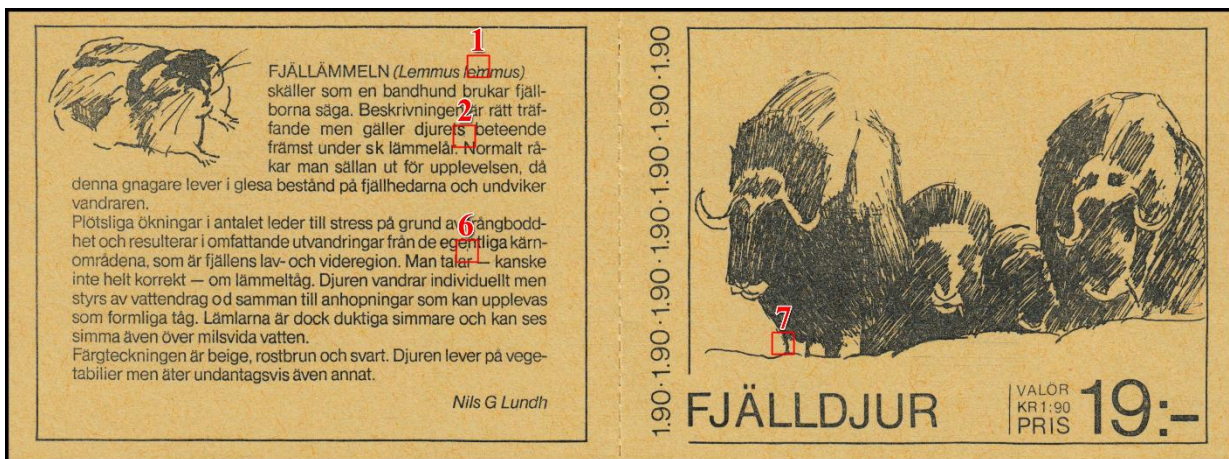 1
FJÄLLÄMMELN (Lemmus lemmus)
skäller som en bandhund brukar fjäll-
borna säga. Beskrivningen är rätt träf-
2
fande men gäller djurets beteende
främst under sk lämmelår. Normalt rå-
kar man sällan ut för upplevelsen, då
denna gnagare lever i glesa bestånd på fjällhedarna och undviker
vandraren.
Plötsliga ökningar i antalet leder till stress på grund av trångbodd-
6
het och resulterar i omfattande utvandringar från de egentliga kärn-
områdena, som är fjällens lav- och videregion. Man talar — kanske
inte helt korrekt — om lämmeltåg. Djuren vandrar individuellt men
styrs av vattendrag o d samman till anhopningar som kan upplevas
som formliga tåg. Lämlarna är dock duktiga simmare och kan ses
simma även över milsvida vatten.
Färgteckningen är beige, rostbrun och svart. Djuren lever på vege-
tabilier men äter undantagsvis även annat.
Nils G Lundh
1.90·1.90·1.90·1.90·1.90·1.90·1.90·1.90
7
FJÄLLDJUR
VALÖR
KR 1:90
PRIS
19:-